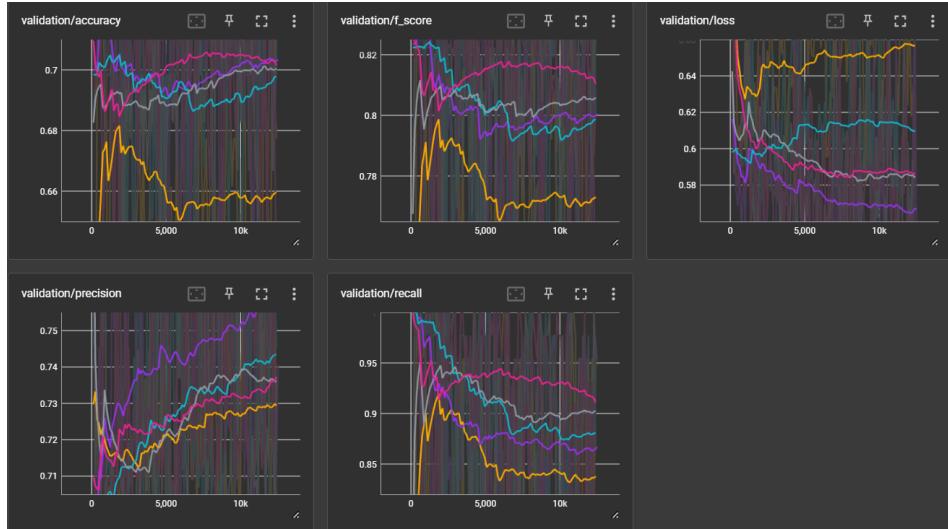 validation/accuracy
0.7
0.68
0.66
0
5,000
10k
validation/f_score
0.82
0.8
0.78
0
5,000
10k
validation/loss
0.64
0.62
0.6
0.58
0
5,000
10k
validation/precision
0.75
0.74
0.73
0.72
0.71
0
5,000
10k
validation/recall
0.95
0.9
0.85
0
5,000
10k